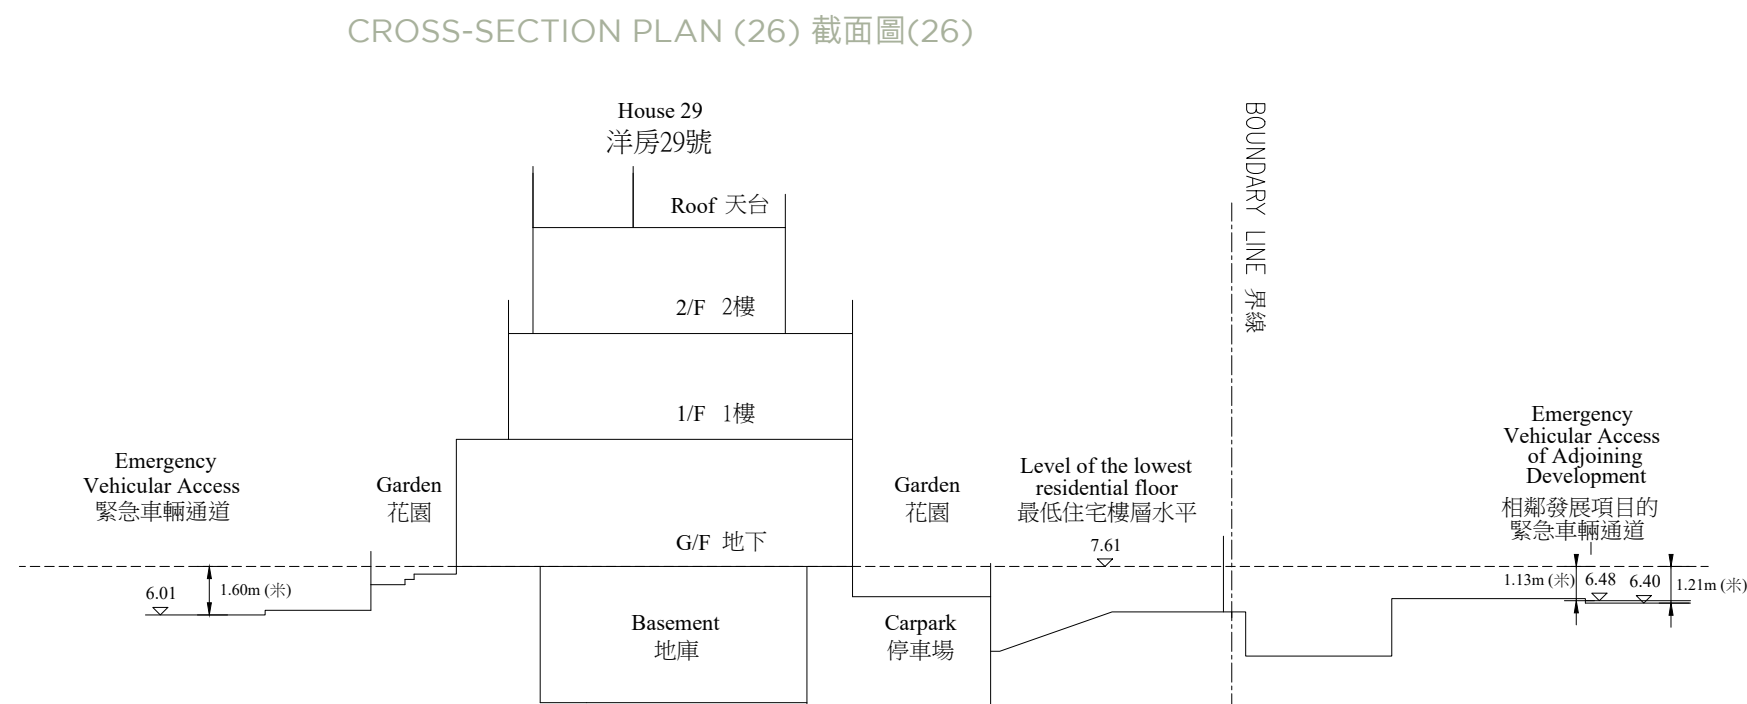 CROSS-SECTION PLAN (26) 截面圖(26)
House 29
洋房29號
BOUNDARY LINE 界線
Roof 天台
2/F 2樓
1/F 1樓
Emergency
Vehicular Access
緊急車輛通道
Garden
花園
G/F 地下
Garden
花園
Level of the lowest
residential floor
最低住宅樓層水平
7.61
Emergency
Vehicular Access
of Adjoining
Development
相鄰發展項目的
緊急車輛通道
6.01
1.60m (米)
1.13m (米)
6.48
6.40
1.21m (米)
Basement
地庫
Carpark
停車場